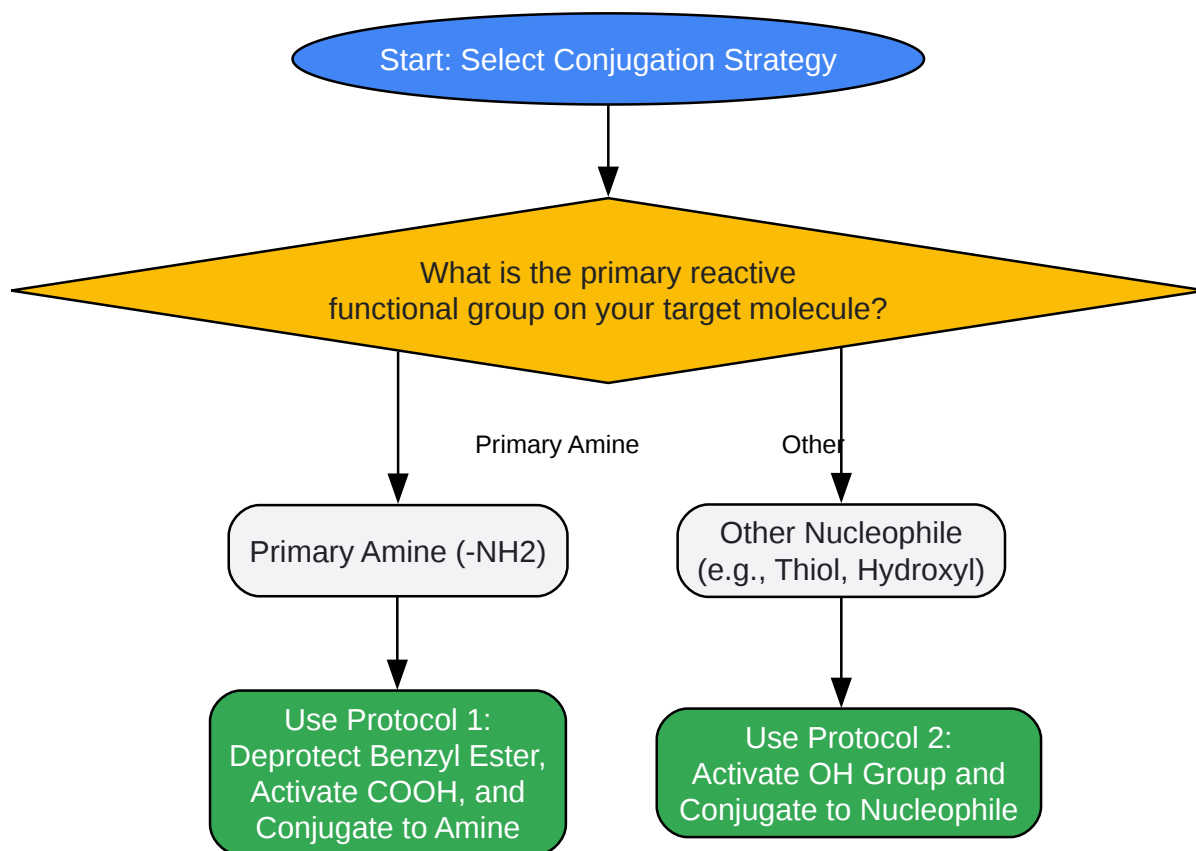 Start: Select Conjugation Strategy
What is the primary reactive
functional group on your target molecule?
Primary Amine
Other
Primary Amine (-NH2)
Other Nucleophile
(e.g., Thiol, Hydroxyl)
Use Protocol 1:
Deprotect Benzyl Ester,
Activate COOH, and
Conjugate to Amine
Use Protocol 2:
Activate OH Group and
Conjugate to Nucleophile